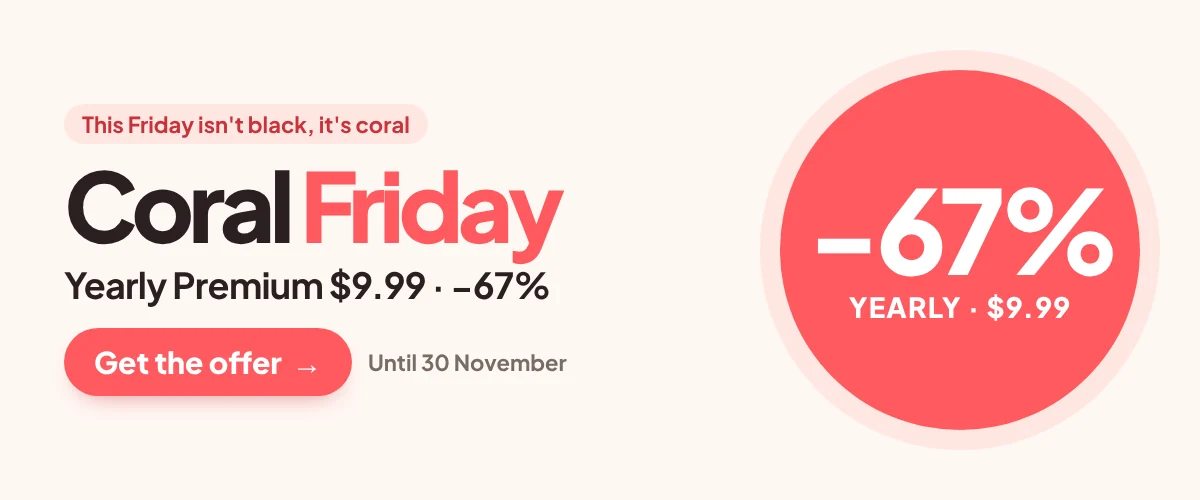 This Friday isn't black, it's coral
Coral Friday
Yearly Premium $9.99 · −67%
Get the offer →
Until 30 November
−67%
YEARLY · $9.99